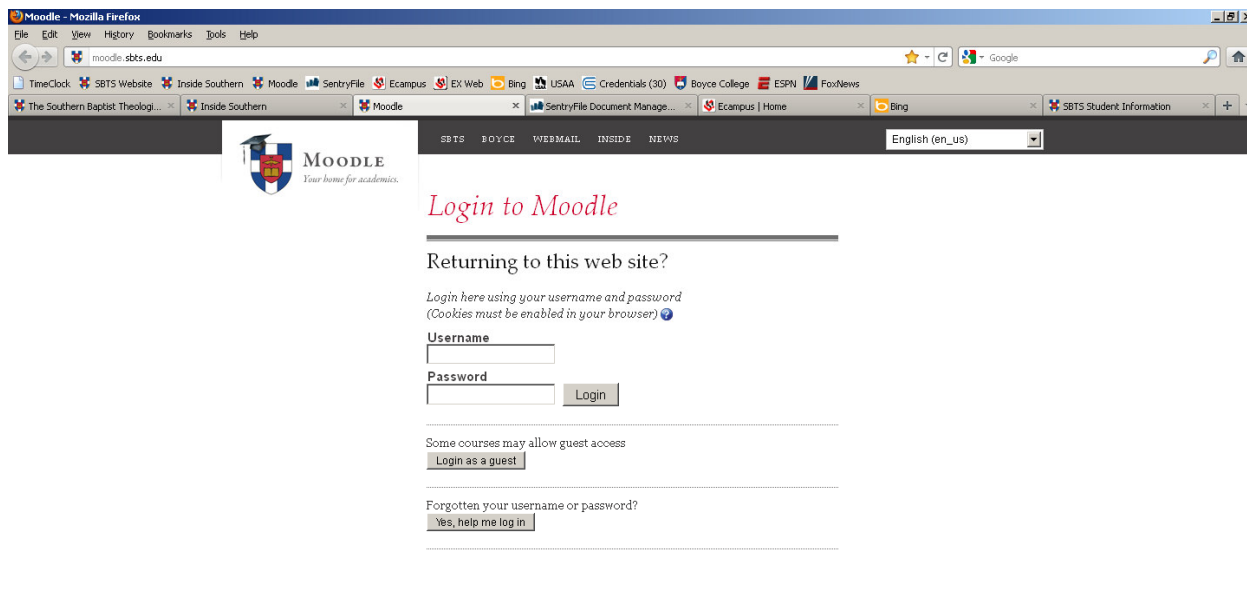 Moodle - Mozilla Firefox
File Edit View History Bookmarks Tools Help
moodle.sbts.edu Google
TimeClock SBTS Website Inside Southern Moodle SentryFile Ecampus EX Web Bing USAA Credentials (30) Boyce College ESPN FoxNews
The Southern Baptist Theologi... Inside Southern Moodle SentryFile Document Manage... Ecampus | Home Bing SBTS Student Information
SBTS BOYCE WEBMAIL INSIDE NEWS English (en_us)
MOODLE
Your home for academics.
Login to Moodle
Returning to this web site?
Login here using your username and password
(Cookies must be enabled in your browser)
Username
Password
Login
Some courses may allow guest access
Login as a guest
Forgotten your username or password?
Yes, help me log in